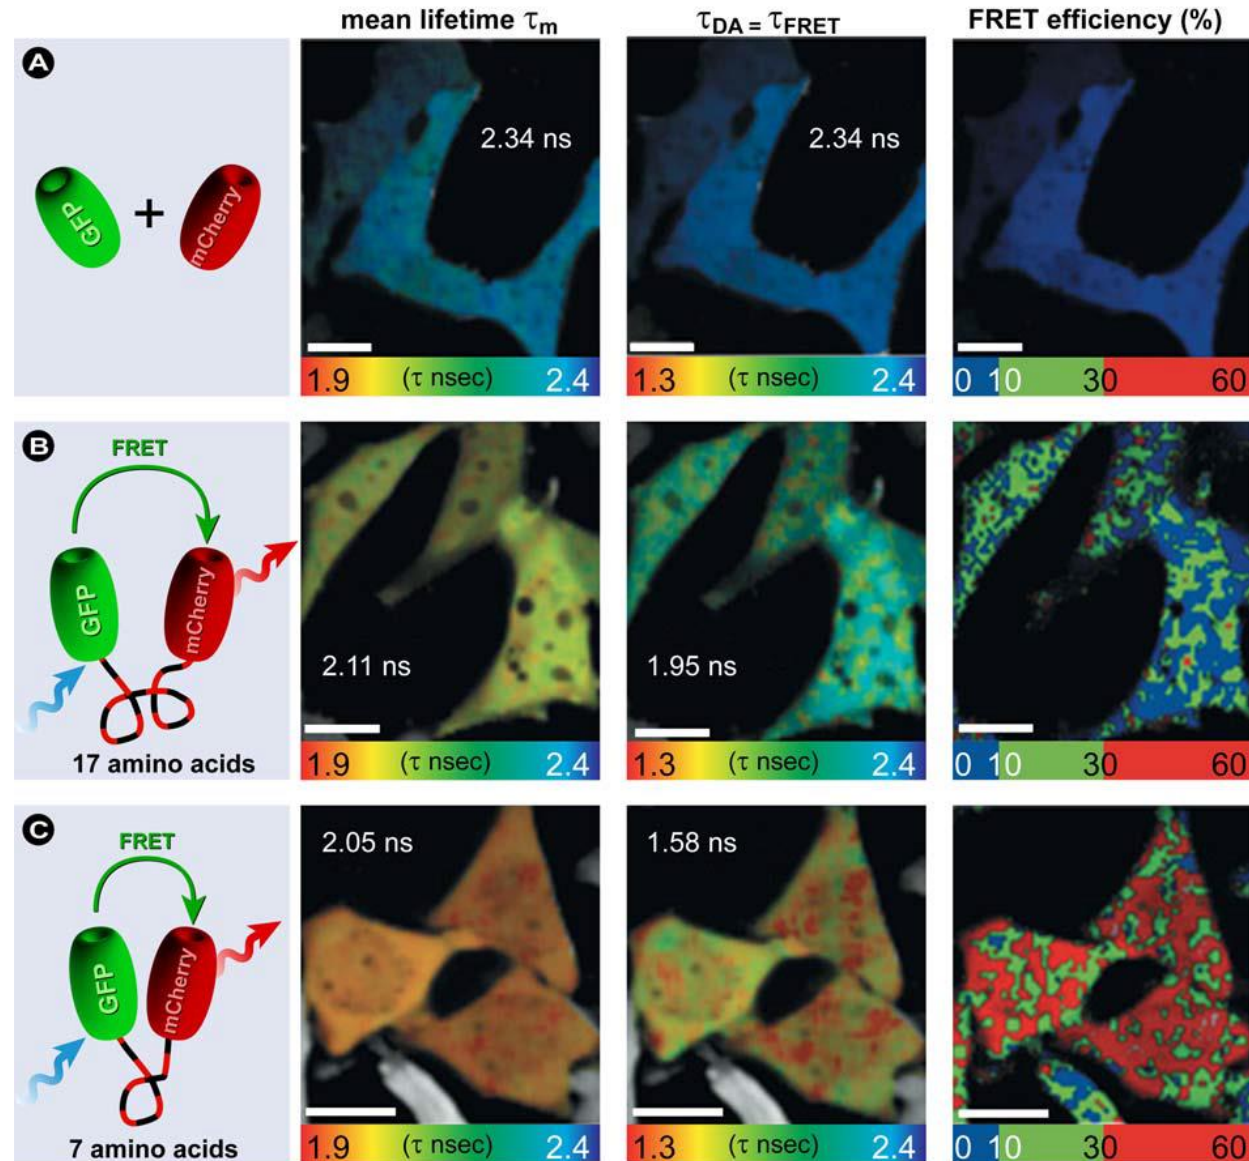 mean lifetime τm
τDA = τFRET
FRET efficiency (%)
A
GFP
+
mCherry
2.34 ns
2.34 ns
1.9 (τ nsec) 2.4
1.3 (τ nsec) 2.4
0 10 30 60
B
FRET
GFP
mCherry
17 amino acids
2.11 ns
1.95 ns
1.9 (τ nsec) 2.4
1.3 (τ nsec) 2.4
0 10 30 60
C
FRET
GFP
mCherry
7 amino acids
2.05 ns
1.58 ns
1.9 (τ nsec) 2.4
1.3 (τ nsec) 2.4
0 10 30 60